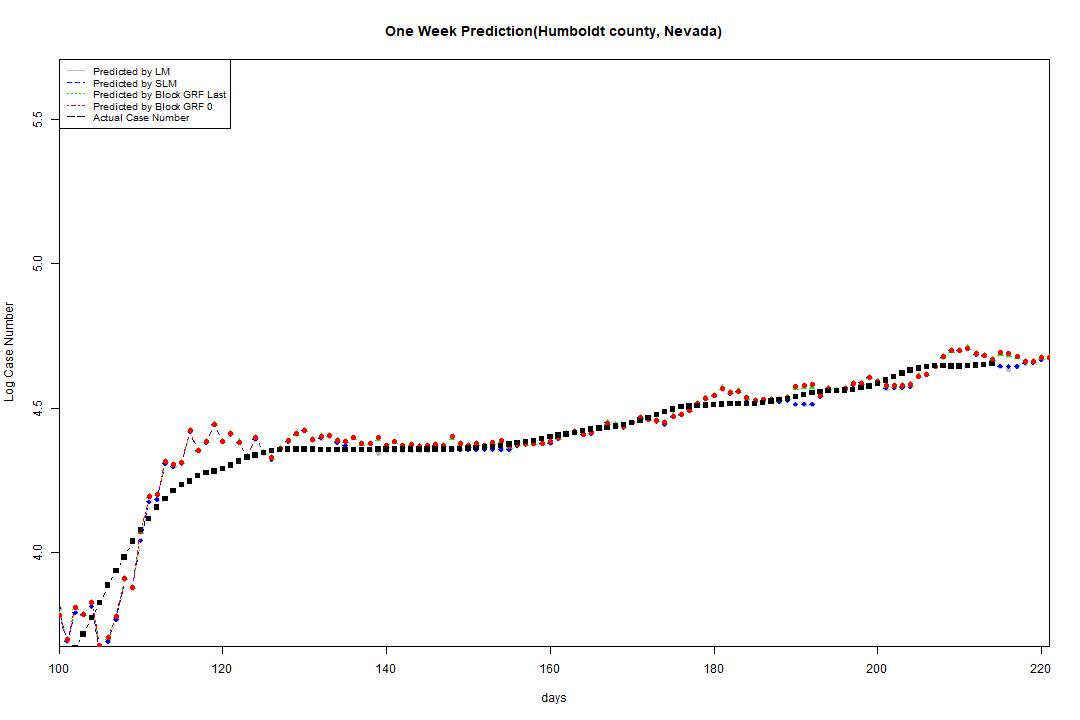 One Week Prediction(Humboldt county, Nevada)
Predicted by LM
Predicted by SLM
Predicted by Block GRF Last
Predicted by Block GRF 0
Actual Case Number
5.5
5.0
4.5
4.0
Log Case Number
100 120 140 160 180 200 220
days